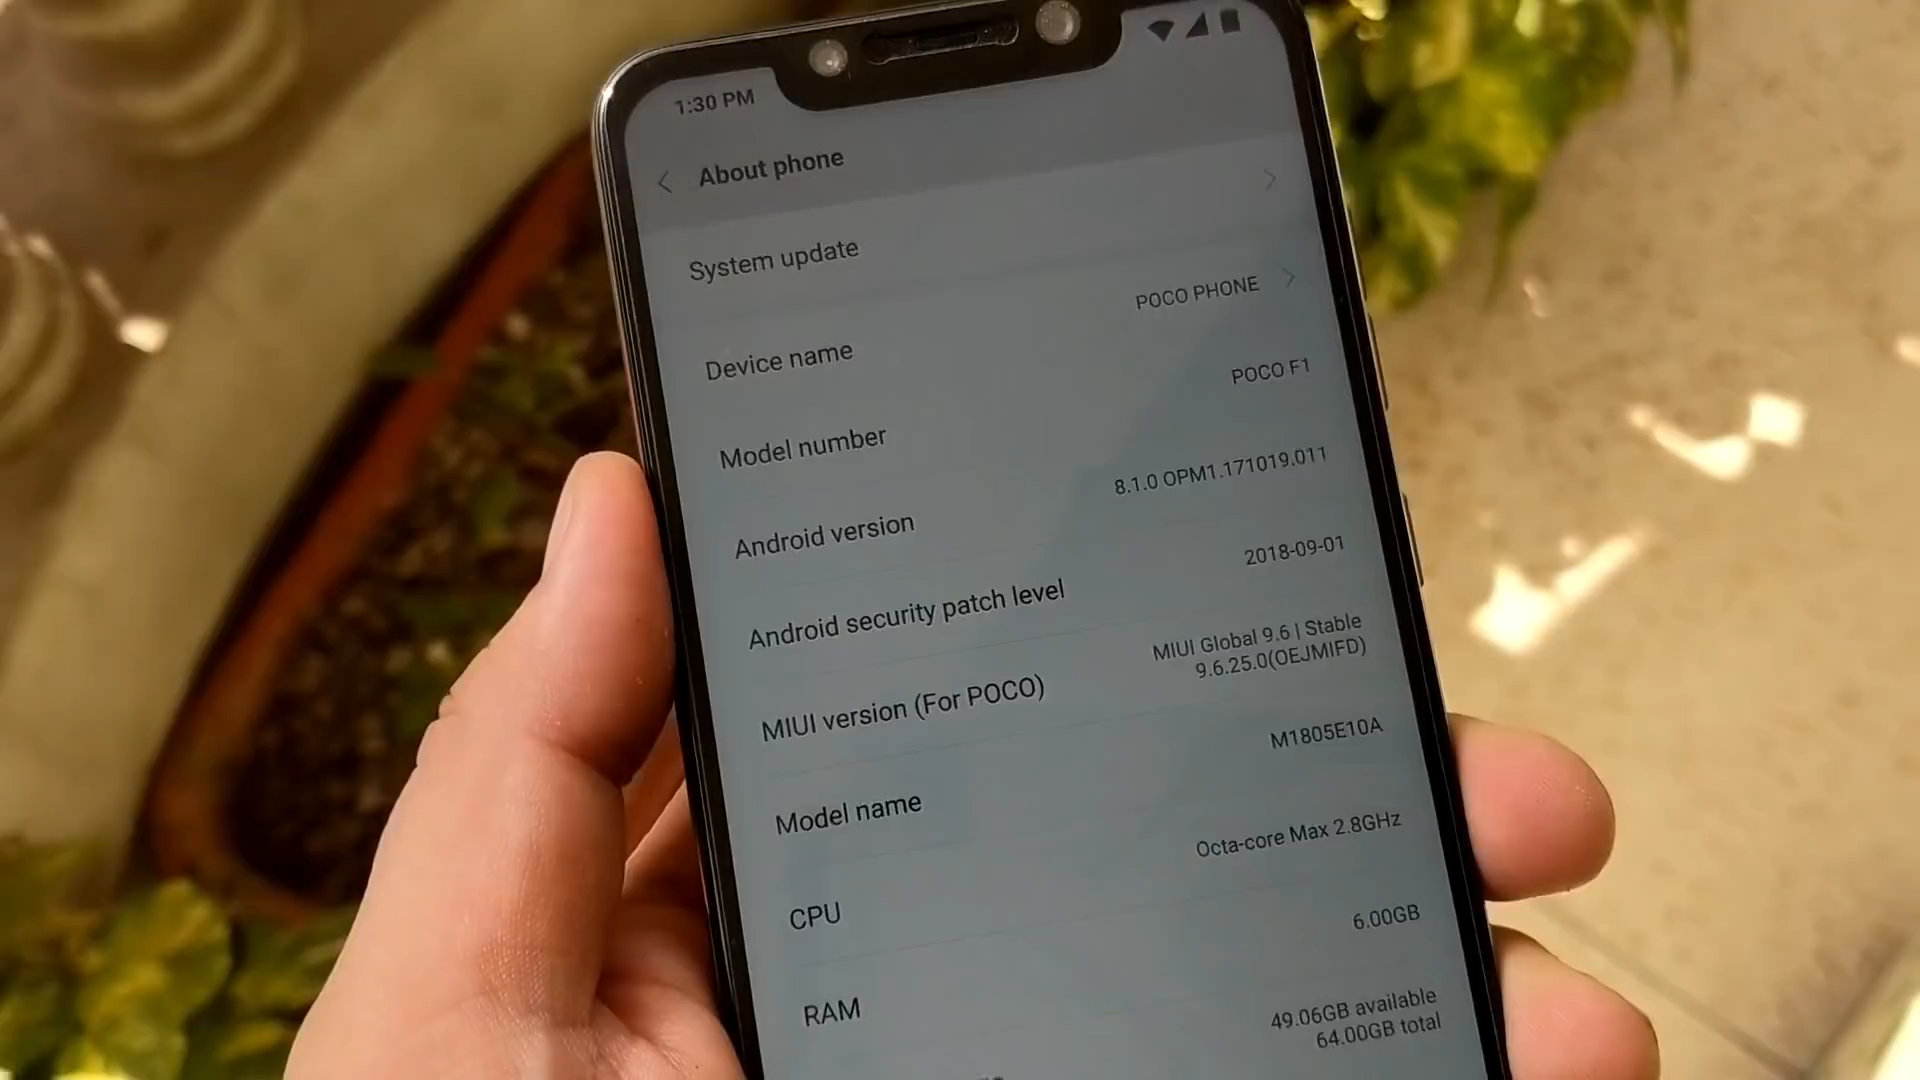 1:30 PM
About phone
System update
Device name
POCO PHONE
Model number
POCO F1
Android version
8.1.0 OPM1.171019.011
Android security patch level
2018-09-01
MIUI version (For POCO)
MIUI Global 9.6 | Stable
9.6.25.0(OEJMIFD)
Model name
M1805E10A
CPU
Octa-core Max 2.8GHz
RAM
6.00GB
49.06GB available
64.00GB total